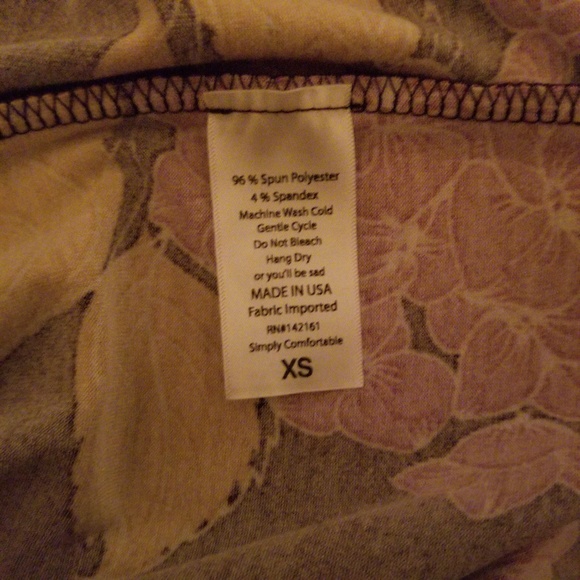 96 % Spun Polyester
4 % Spandex
Machine Wash Cold
Gentle Cycle
Do Not Bleach
Hang Dry
or you'll be sad
MADE IN USA
Fabric Imported
RN#142161
Simply Comfortable
XS